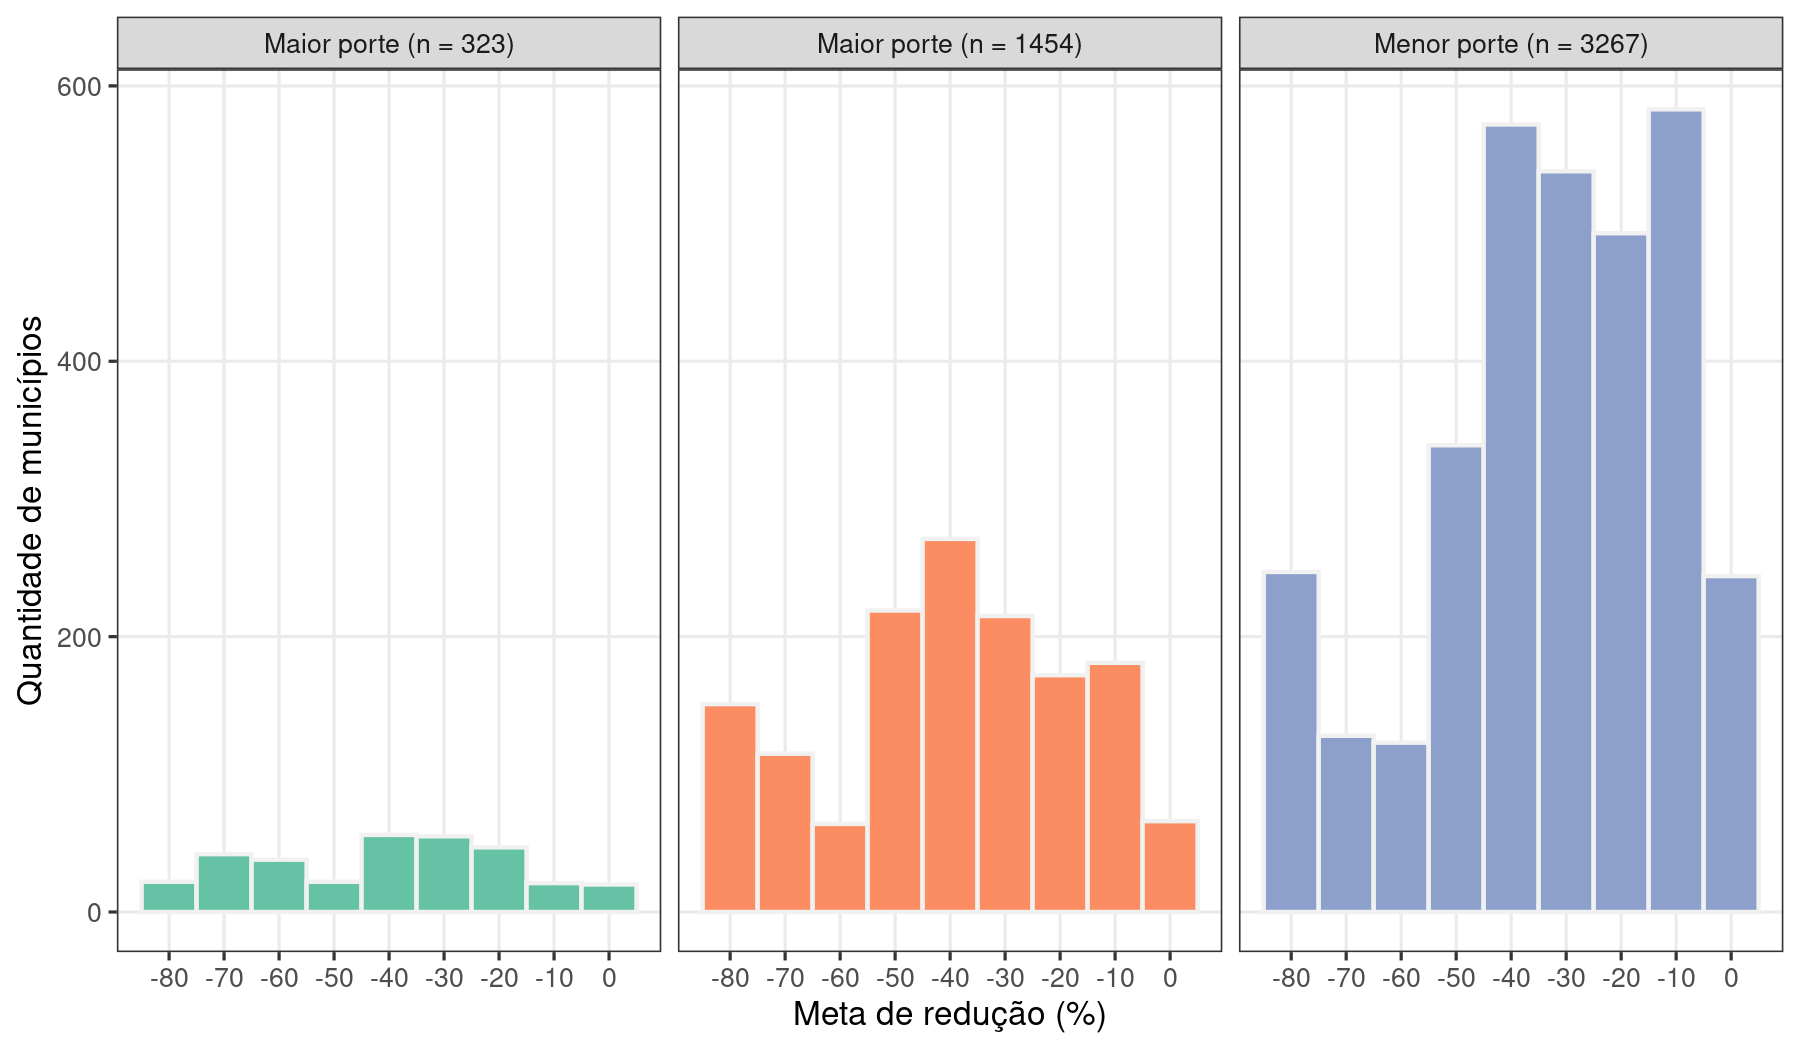 Maior porte (n = 323)
Maior porte (n = 1454)
Menor porte (n = 3267)
Quantidade de municípios
600
400
200
0
-80 -70 -60 -50 -40 -30 -20 -10 0
-80 -70 -60 -50 -40 -30 -20 -10 0
-80 -70 -60 -50 -40 -30 -20 -10 0
Meta de redução (%)